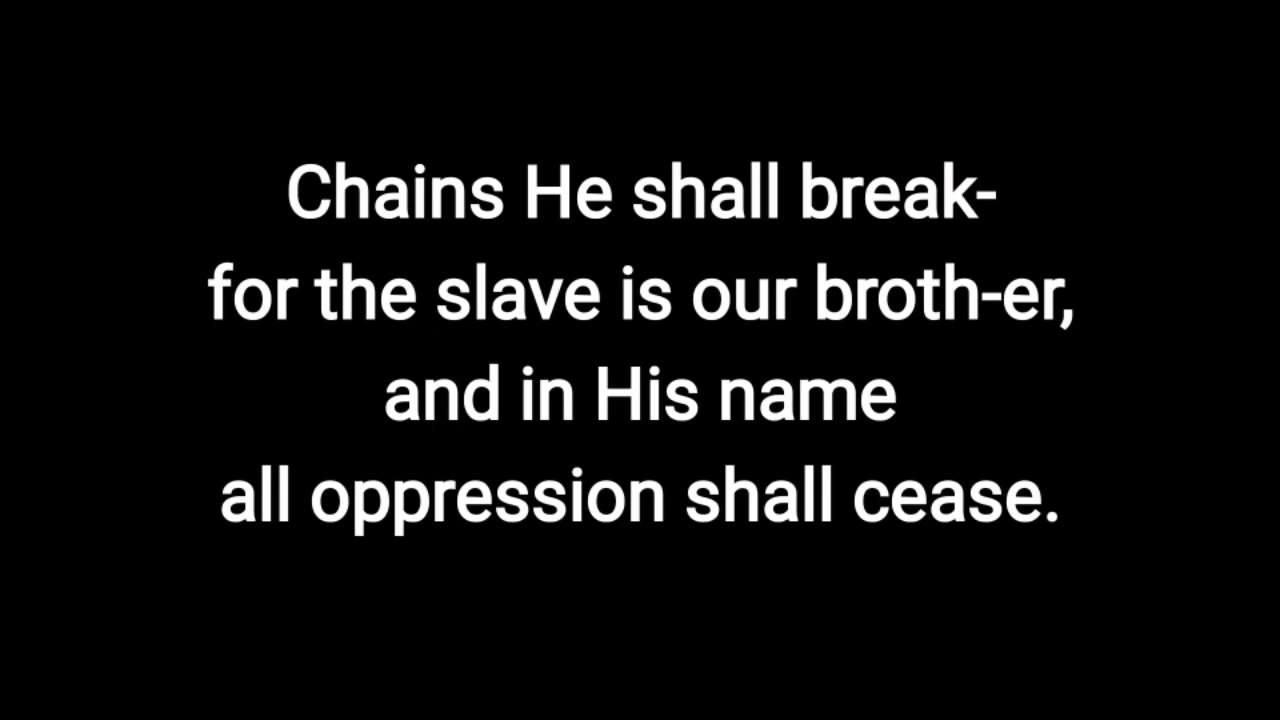 Chains He shall break-
for the slave is our broth-er,
and in His name
all oppression shall cease.